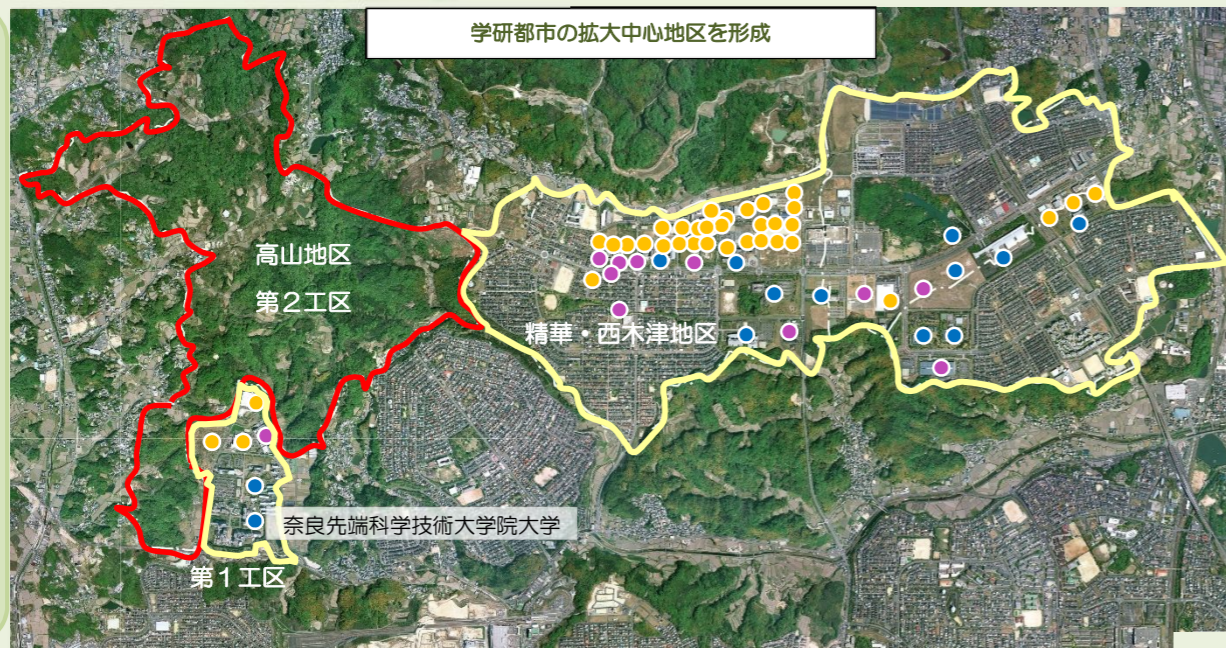 学研都市の拡大中心地区を形成
高山地区
第2工区
精華・西木津地区
奈良先端科学技術大学院大学
第1工区